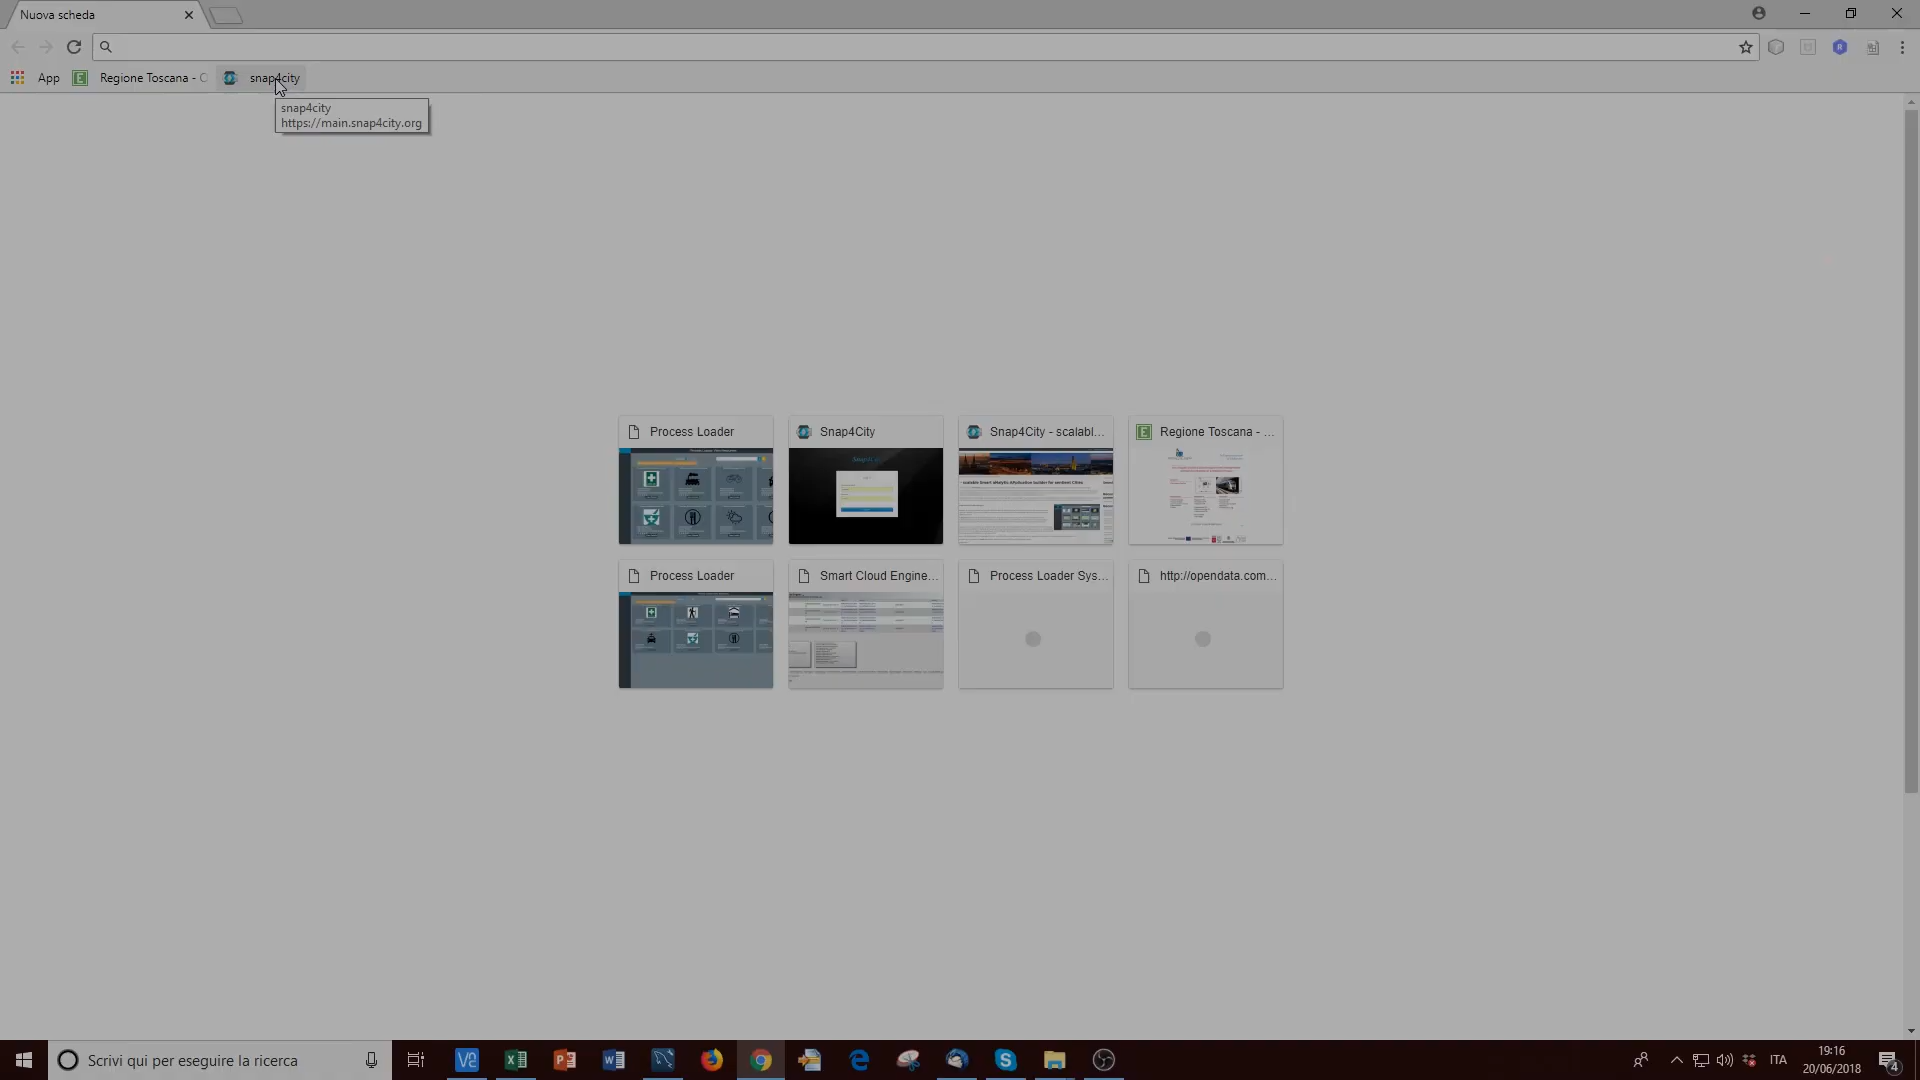 Nuova scheda
App
Regione Toscana - C
snap4city
snap4city
https://main.snap4city.org
Process Loader
Snap4City
Snap4City - scalabl...
Regione Toscana - ...
Process Loader
Smart Cloud Engine...
Process Loader Sys...
http://opendata.com...
Scrivi qui per eseguire la ricerca
ITA
19:16
20/06/2018
4